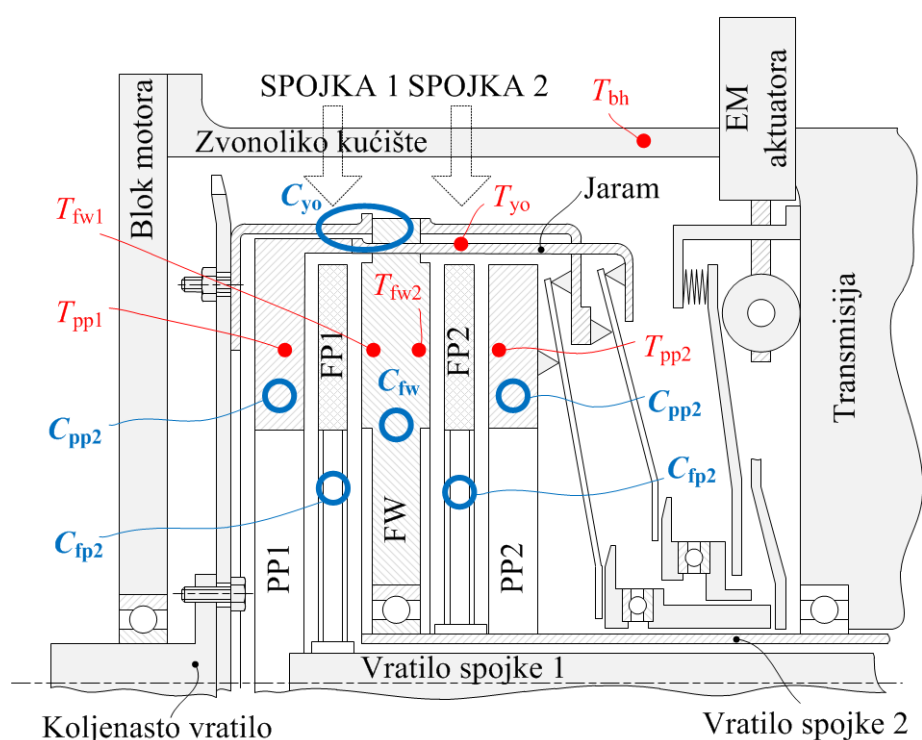 SPOJKA 1 SPOJKA 2
EM
aktuatora
Blok motora
Zvonoliko kućište
T_bh
C_yo
Jaram
T_fw1
T_yo
T_fw2
T_pp1
FP1
FP2
T_pp2
C_fw
C_pp2
C_pp2
Transmisija
C_fp2
C_fp2
FW
PP1
PP2
Vratilo spojke 1
Koljenasto vratilo
Vratilo spojke 2